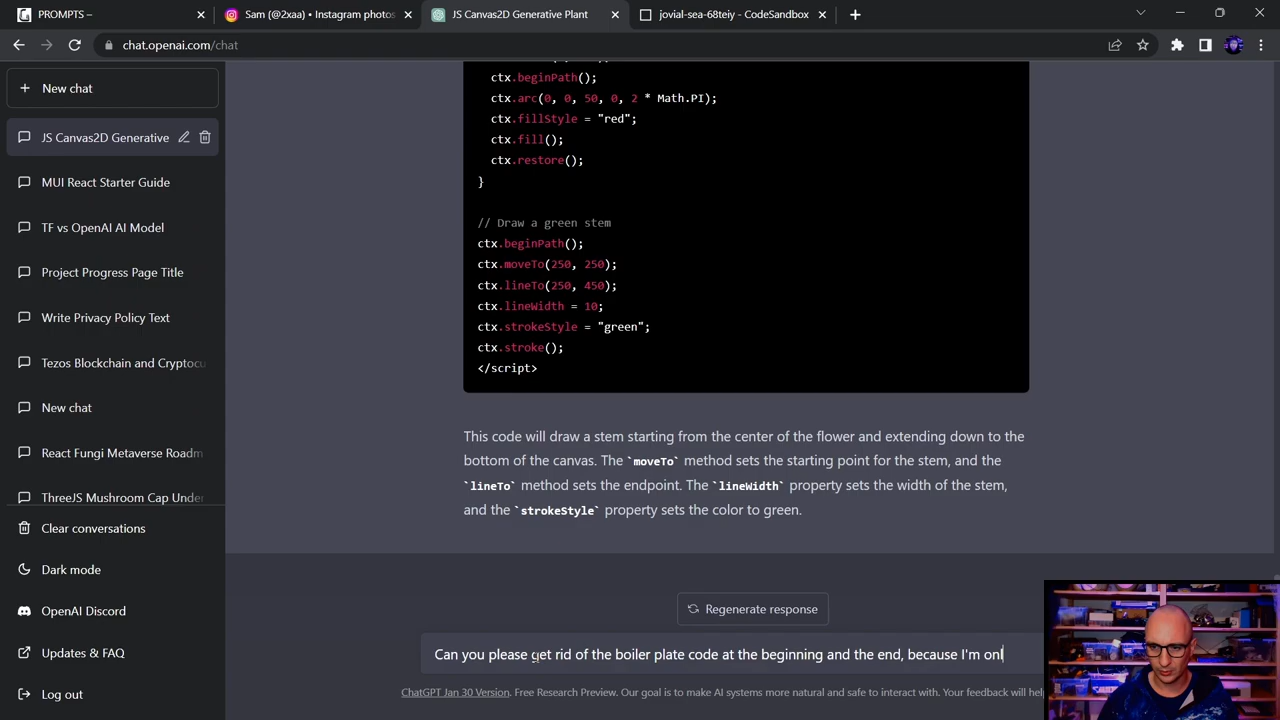 PROMPTS –
Sam (@2xaa) • Instagram photos
JS Canvas2D Generative Plant
jovial-sea-68teiy - CodeSandbox
chat.openai.com/chat
New chat
JS Canvas2D Generative
MUI React Starter Guide
TF vs OpenAI AI Model
Project Progress Page Title
Write Privacy Policy Text
Tezos Blockchain and Cryptocu
New chat
React Fungi Metaverse Roadm
ThreeJS Mushroom Cap Under
Clear conversations
Dark mode
OpenAI Discord
Updates & FAQ
Log out
ctx.beginPath();
ctx.arc(0, 0, 50, 0, 2 * Math.PI);
ctx.fillStyle = "red";
ctx.fill();
ctx.restore();
}
// Draw a green stem
ctx.beginPath();
ctx.moveTo(250, 250);
ctx.lineTo(250, 450);
ctx.lineWidth = 10;
ctx.strokeStyle = "green";
ctx.stroke();
</script>
This code will draw a stem starting from the center of the flower and extending down to the
bottom of the canvas. The `moveTo` method sets the starting point for the stem, and the
`lineTo` method sets the endpoint. The `lineWidth` property sets the width of the stem,
and the `strokeStyle` property sets the color to green.
Regenerate response
Can you please get rid of the boiler plate code at the beginning and the end, because I'm onl
ChatGPT Jan 30 Version. Free Research Preview. Our goal is to make AI systems more natural and safe to interact with. Your feedback will hel